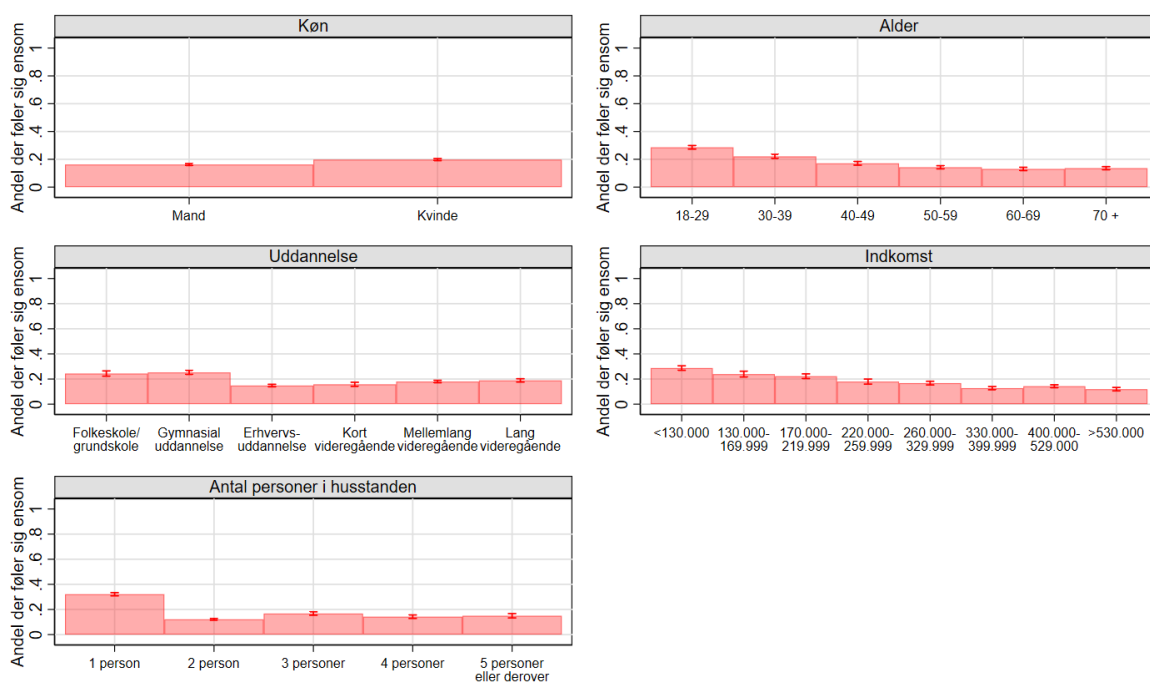 Køn
Andel der føler sig ensom
0 .2 .4 .6 .8 1
Mand Kvinde
Alder
Andel der føler sig ensom
0 .2 .4 .6 .8 1
18-29 30-39 40-49 50-59 60-69 70 +
Uddannelse
Andel der føler sig ensom
0 .2 .4 .6 .8 1
Folkeskole/ Gymnasial Erhvervs- Kort Mellemlang Lang
grundskole uddannelse uddannelse videregående videregående videregående
Indkomst
Andel der føler sig ensom
0 .2 .4 .6 .8 1
<130.000 130.000- 170.000- 220.000- 260.000- 330.000- 400.000- >530.000
169.999 219.999 259.999 329.999 399.999 529.000
Antal personer i husstanden
Andel der føler sig ensom
0 .2 .4 .6 .8 1
1 person 2 person 3 personer 4 personer 5 personer
eller derover